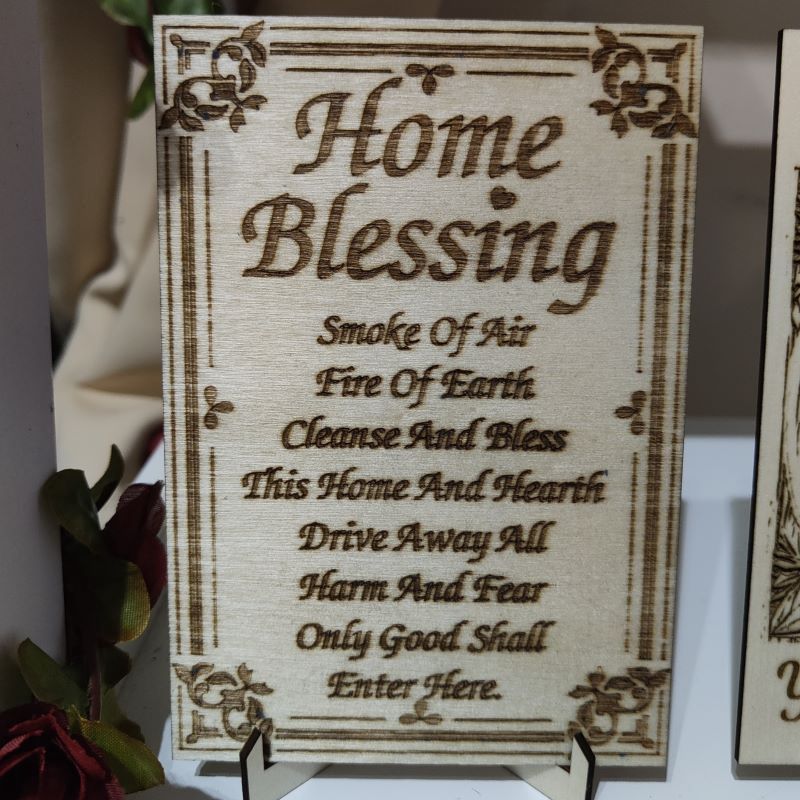 Home
Blessing
Smoke Of Air
Fire Of Earth
Cleanse And Bless
This Home And Hearth
Drive Away All
Harm And Fear
Only Good Shall
Enter Here.